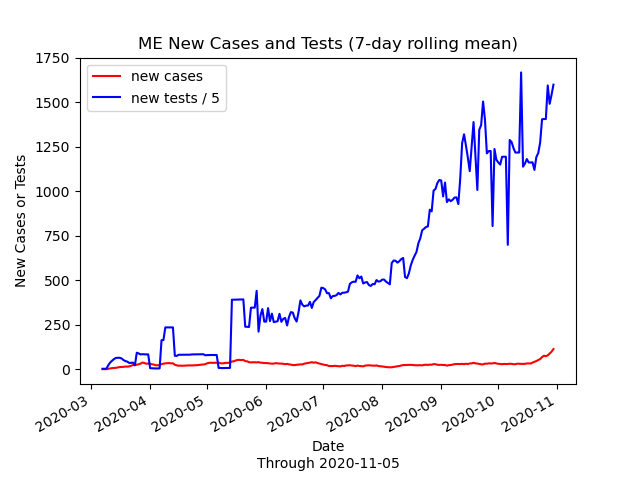 ME New Cases and Tests (7-day rolling mean)
new cases
new tests / 5
New Cases or Tests
1750
1500
1250
1000
750
500
250
0
2020-03
2020-04
2020-05
2020-06
2020-07
2020-08
2020-09
2020-10
2020-11
Date
Through 2020-11-05